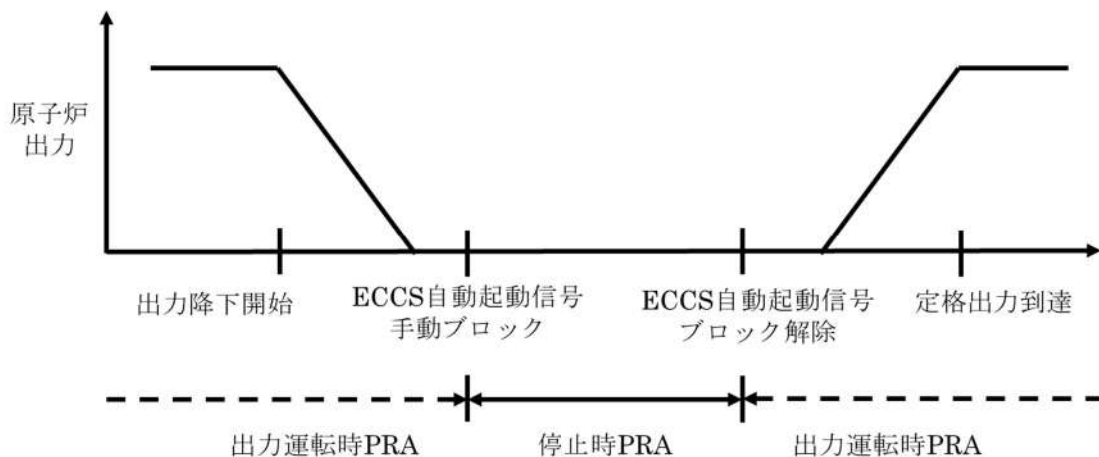 原子炉
出力
出力降下開始
ECCS自動起動信号
手動ブロック
ECCS自動起動信号
ブロック解除
定格出力到達
出力運転時PRA
停止時PRA
出力運転時PRA